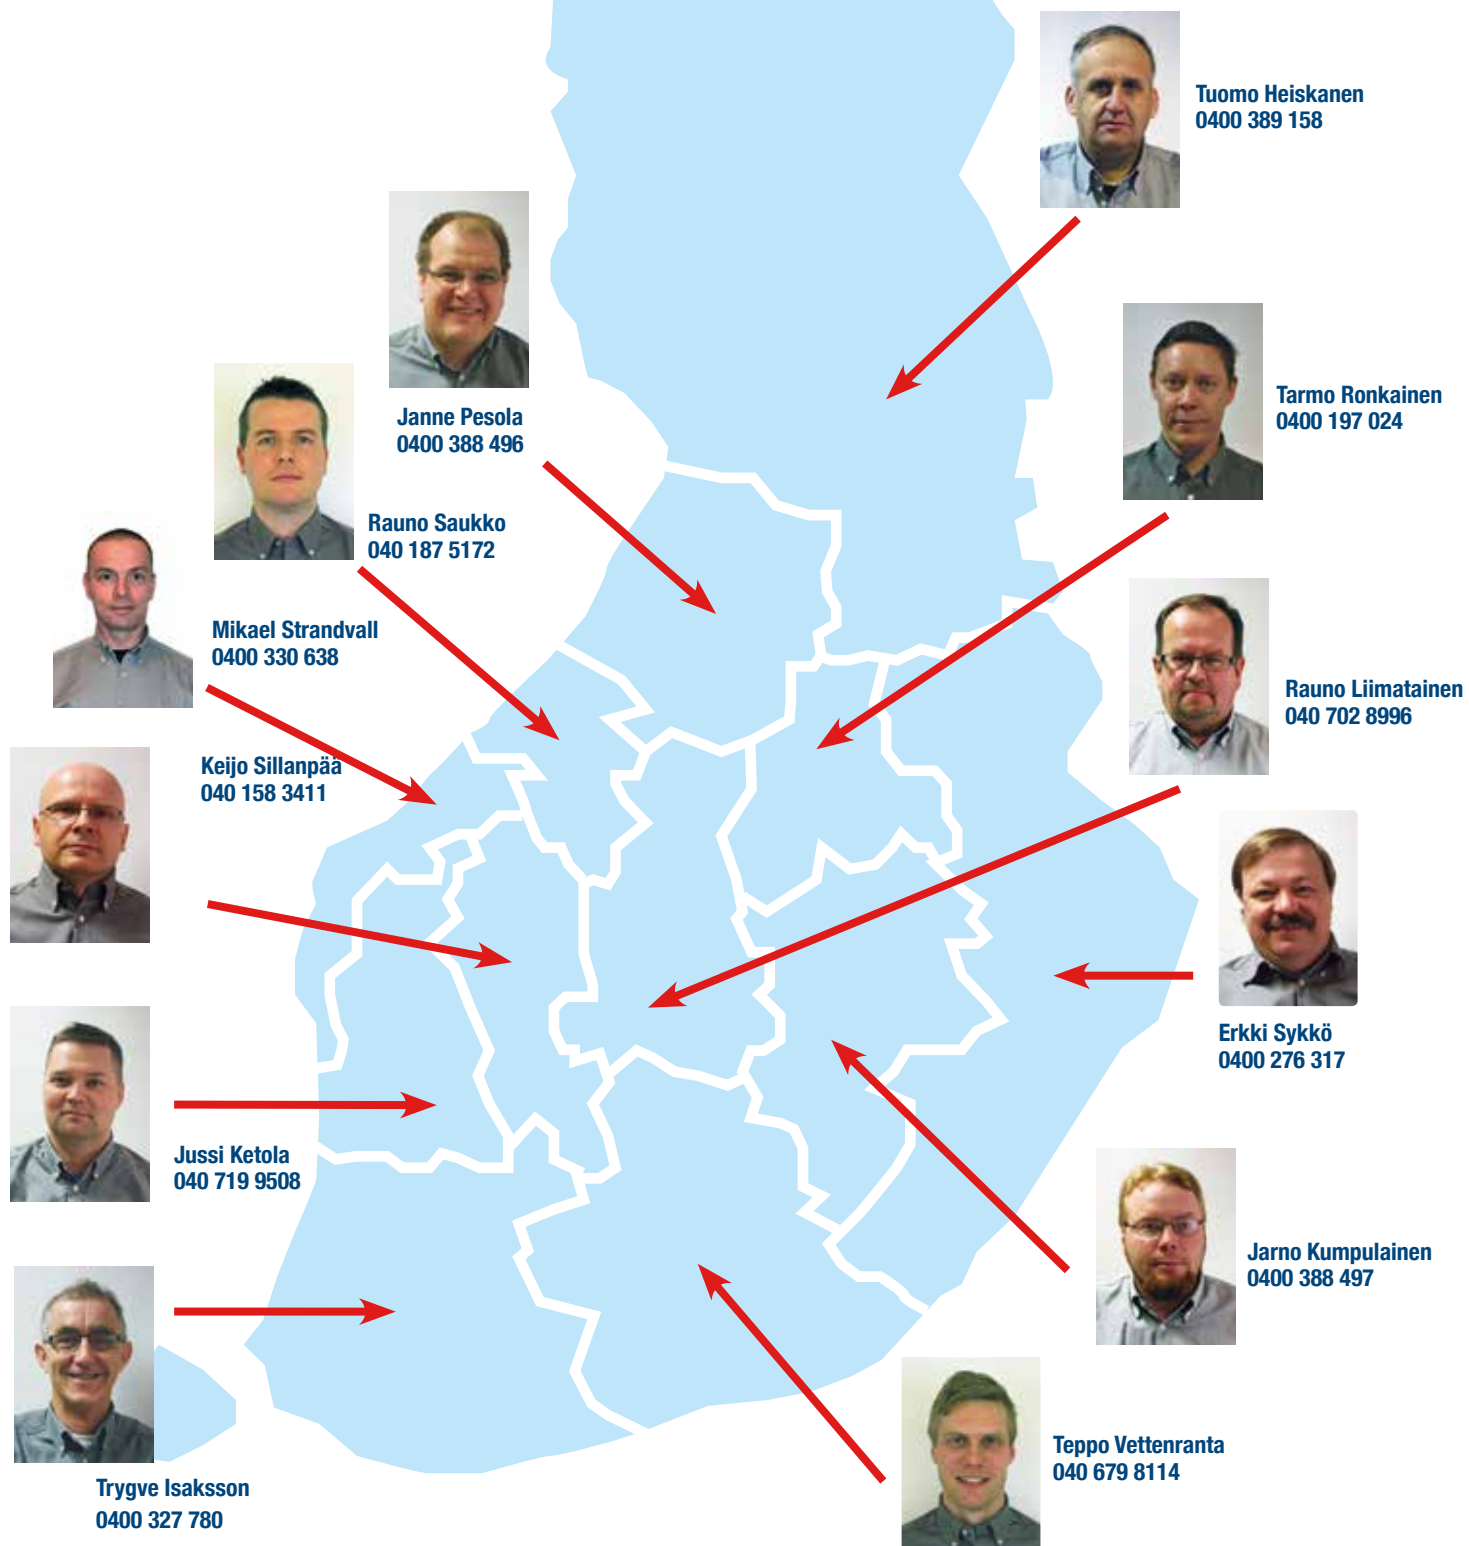 Tuomo Heiskanen
0400 389 158
Tarmo Ronkainen
0400 197 024
Janne Pesola
0400 388 496
Rauno Saukko
040 187 5172
Mikael Strandvall
0400 330 638
Rauno Liimatainen
040 702 8996
Keijo Sillanpää
040 158 3411
Erkki Sykkö
0400 276 317
Jussi Ketola
040 719 9508
Jarno Kumpulainen
0400 388 497
Teppo Vettenranta
040 679 8114
Trygve Isaksson
0400 327 780